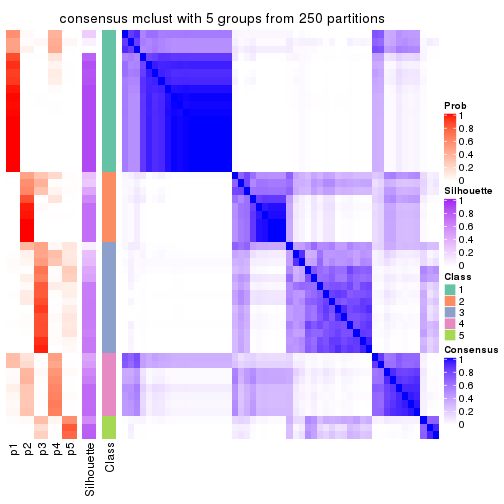 consensus mclust with 5 groups from 250 partitions
Prob
1
0.8
0.6
0.4
0.2
0
Silhouette
1
0.8
0.6
0.4
0.2
0
Class
1
2
3
4
5
Consensus
1
0.8
0.6
0.4
0.2
0
p1
p2
p3
p4
p5
Silhouette
Class